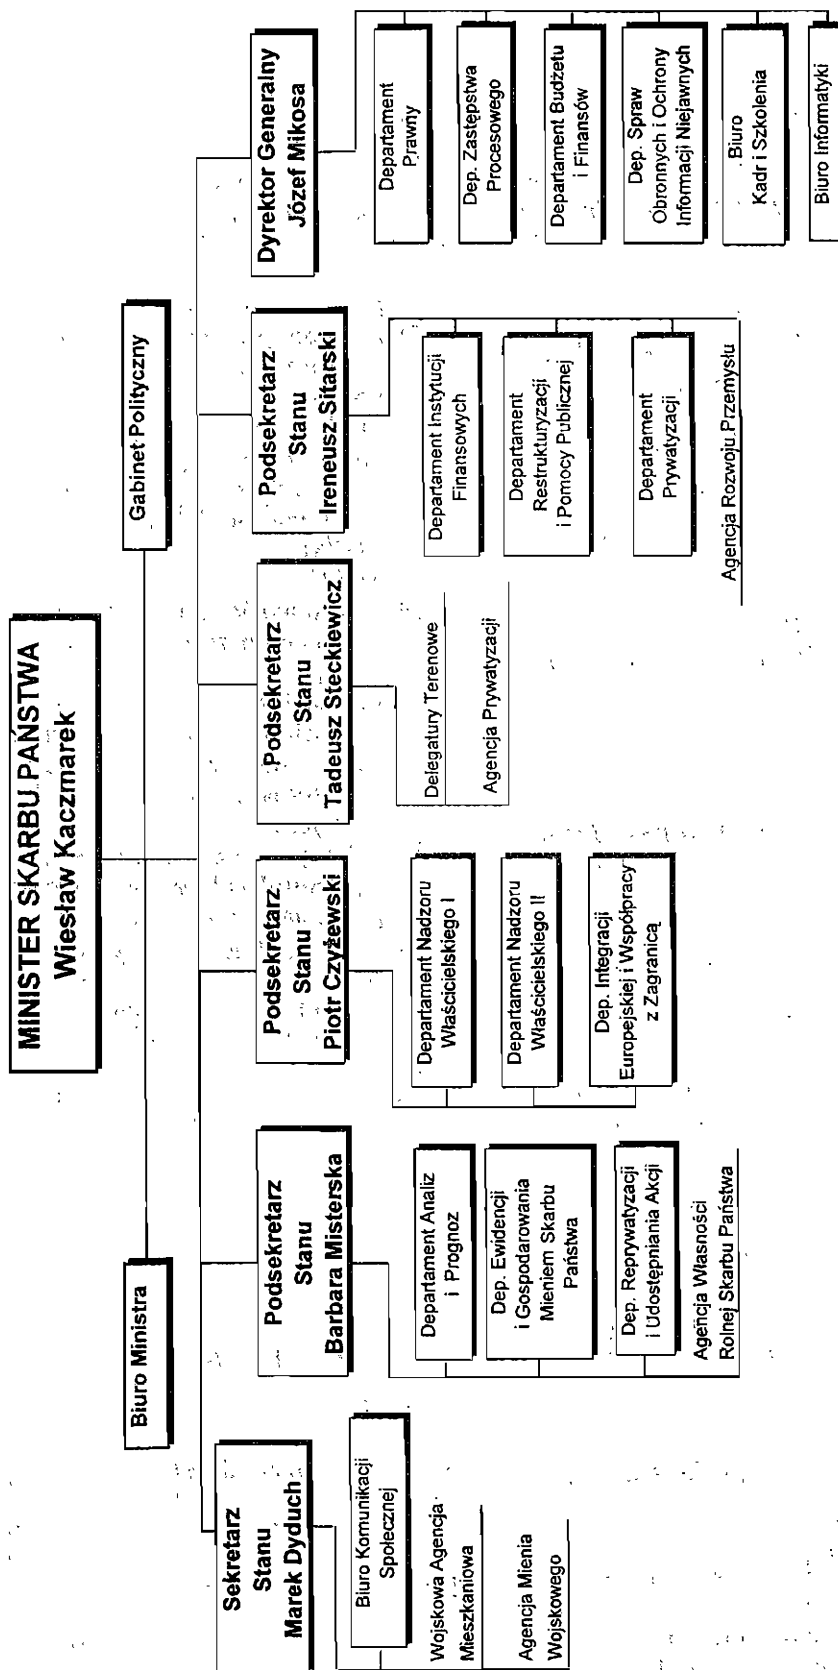 MINISTER SKARBU PAŃSTWA
Wiesław Kaczmarek
Biuro Ministra
Gabinet Polityczny
Sekretarz
Stanu
Marek Dyduch
Biuro Komunikacji
Społecznej
Wojskowa Agencja
Mieszkaniowa
Agencja Mienia
Wojskowego
Podsekretarz
Stanu
Barbara Misterska
Departament Analiz
i Prognoz
Dep. Ewidencji
i Gospodarowania
Mieniem Skarbu
Państwa
Dep. Reprywatyzacji
i Udostępniania Akcji
Agencja Własności
Rolnej Skarbu Państwa
Podsekretarz
Stanu
Piotr Czyżewski
Departament Nadzoru
Właścicielskiego I
Departament Nadzoru
Właścicielskiego II
Dep. Integracji
Europejskiej i Współpracy
z Zagranicą
Podsekretarz
Stanu
Tadeusz Steckiewicz
Delegatury Terenowe
Agencja Prywatyzacji
Podsekretarz
Stanu
Ireneusz Sitarski
Departament Instytucji
Finansowych
Departament
Restrukturyzacji
i Pomocy Publicznej
Departament
Prywatyzacji
Agencja Rozwoju Przemysłu
Dyrektor Generalny
Józef Mikosa
Departament
Prawny
Dep. Zastępstwa
Procesowego
Departament Budżetu
i Finansów
Dep. Spraw
Obronnych i Ochrony
Informacji Niejawnych
Biuro
Kadr i Szkolenia
Biuro Informatyki